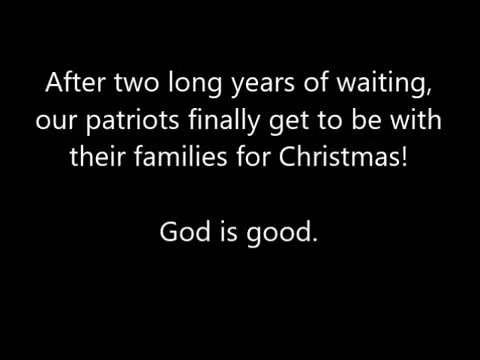 After two long years of waiting,
our patriots finally get to be with
their families for Christmas!
God is good.